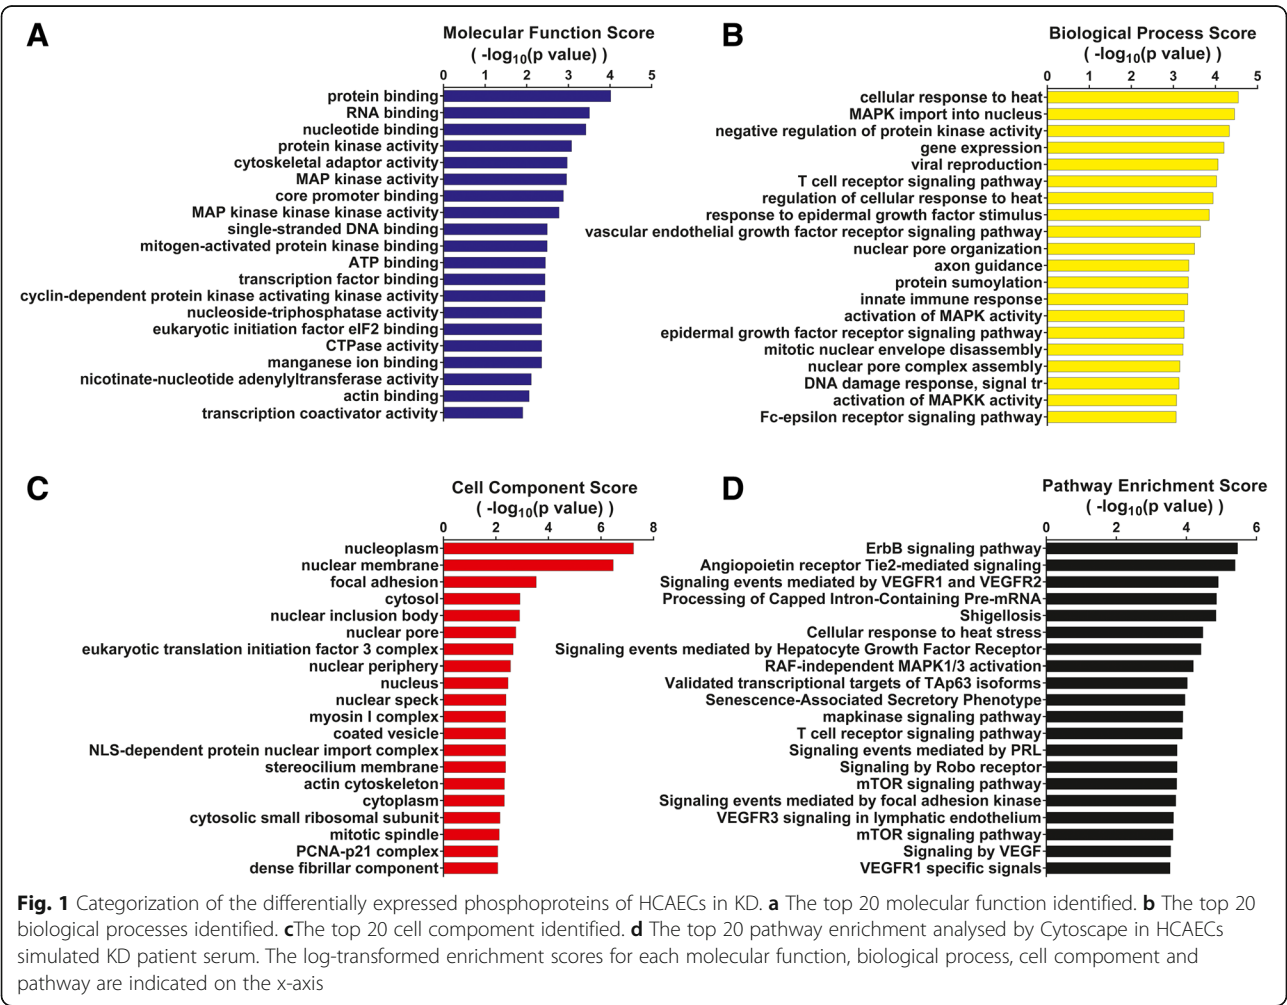 A
Molecular Function Score
( -log10(p value) )
0 1 2 3 4 5
protein binding
RNA binding
nucleotide binding
protein kinase activity
cytoskeletal adaptor activity
MAP kinase activity
core promoter binding
MAP kinase kinase kinase activity
single-stranded DNA binding
mitogen-activated protein kinase binding
ATP binding
transcription factor binding
cyclin-dependent protein kinase activating kinase activity
nucleoside-triphosphatase activity
eukaryotic initiation factor eIF2 binding
CTPase activity
manganese ion binding
nicotinate-nucleotide adenylyltransferase activity
actin binding
transcription coactivator activity
B
Biological Process Score
( -log10(p value) )
0 1 2 3 4 5
cellular response to heat
MAPK import into nucleus
negative regulation of protein kinase activity
gene expression
viral reproduction
T cell receptor signaling pathway
regulation of cellular response to heat
response to epidermal growth factor stimulus
vascular endothelial growth factor receptor signaling pathway
nuclear pore organization
axon guidance
protein sumoylation
innate immune response
activation of MAPK activity
epidermal growth factor receptor signaling pathway
mitotic nuclear envelope disassembly
nuclear pore complex assembly
DNA damage response, signal tr
activation of MAPKK activity
Fc-epsilon receptor signaling pathway
C
Cell Component Score
( -log10(p value) )
0 2 4 6 8
nucleoplasm
nuclear membrane
focal adhesion
cytosol
nuclear inclusion body
nuclear pore
eukaryotic translation initiation factor 3 complex
nuclear periphery
nucleus
nuclear speck
myosin I complex
coated vesicle
NLS-dependent protein nuclear import complex
stereocilium membrane
actin cytoskeleton
cytoplasm
cytosolic small ribosomal subunit
mitotic spindle
PCNA-p21 complex
dense fibrillar component
D
Pathway Enrichment Score
( -log10(p value) )
0 2 4 6
ErbB signaling pathway
Angiopoietin receptor Tie2-mediated signaling
Signaling events mediated by VEGFR1 and VEGFR2
Processing of Capped Intron-Containing Pre-mRNA
Shigellosis
Cellular response to heat stress
Signaling events mediated by Hepatocyte Growth Factor Receptor
RAF-independent MAPK1/3 activation
Validated transcriptional targets of TAp63 isoforms
Senescence-Associated Secretory Phenotype
mapkinase signaling pathway
T cell receptor signaling pathway
Signaling events mediated by PRL
Signaling by Robo receptor
mTOR signaling pathway
Signaling events mediated by focal adhesion kinase
VEGFR3 signaling in lymphatic endothelium
mTOR signaling pathway
Signaling by VEGF
VEGFR1 specific signals
Fig. 1 Categorization of the differentially expressed phosphoproteins of HCAECs in KD. a The top 20 molecular function identified. b The top 20
biological processes identified. cThe top 20 cell compoment identified. d The top 20 pathway enrichment analysed by Cytoscape in HCAECs
simulated KD patient serum. The log-transformed enrichment scores for each molecular function, biological process, cell compoment and
pathway are indicated on the x-axis